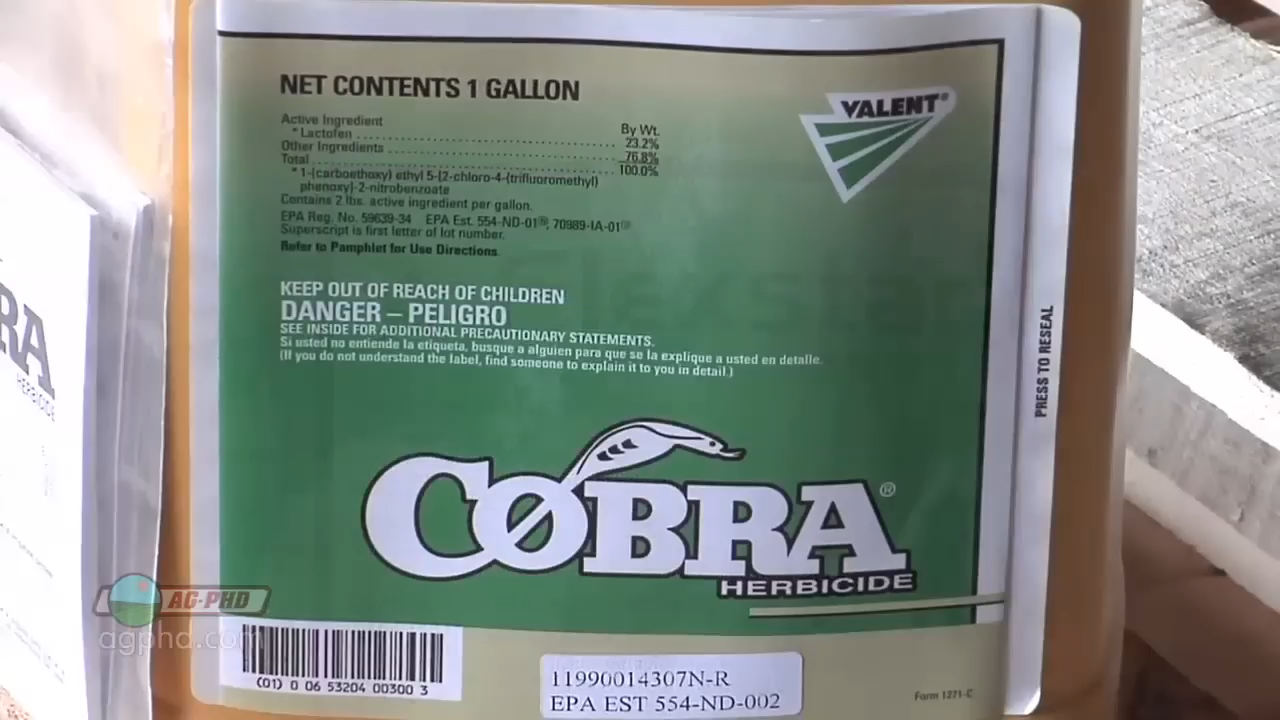 NET CONTENTS 1 GALLON
VALENT®
Active Ingredient
By Wt.
* Lactofen ........................................ 23.2%
Other Ingredients ........................................ 76.8%
Total ........................................ 100.0%
* 1-(carboethoxy) ethyl 5-[2-chloro-4-(trifluoromethyl)
phenoxy]-2-nitrobenzoate
Contains 2 lbs. active ingredient per gallon.
EPA Reg. No. 59639-34 EPA Est. 554-ND-01, 70989-IA-01
Superscript is first letter of lot number.
Refer to Pamphlet for Use Directions.
Flexstar
KEEP OUT OF REACH OF CHILDREN
DANGER – PELIGRO
SEE INSIDE FOR ADDITIONAL PRECAUTIONARY STATEMENTS.
Si usted no entiende la etiqueta, busque a alguien para que se la explique a usted en detalle.
(If you do not understand the label, find someone to explain it to you in detail.)
PRESS TO RESEAL
COBRA®
HERBICIDE
RA
HERBICIDE
AG-PHD
agphd.com
(01) 0 06 53204 00300 3
11990014307N-R
EPA EST 554-ND-002
Form 1271-C